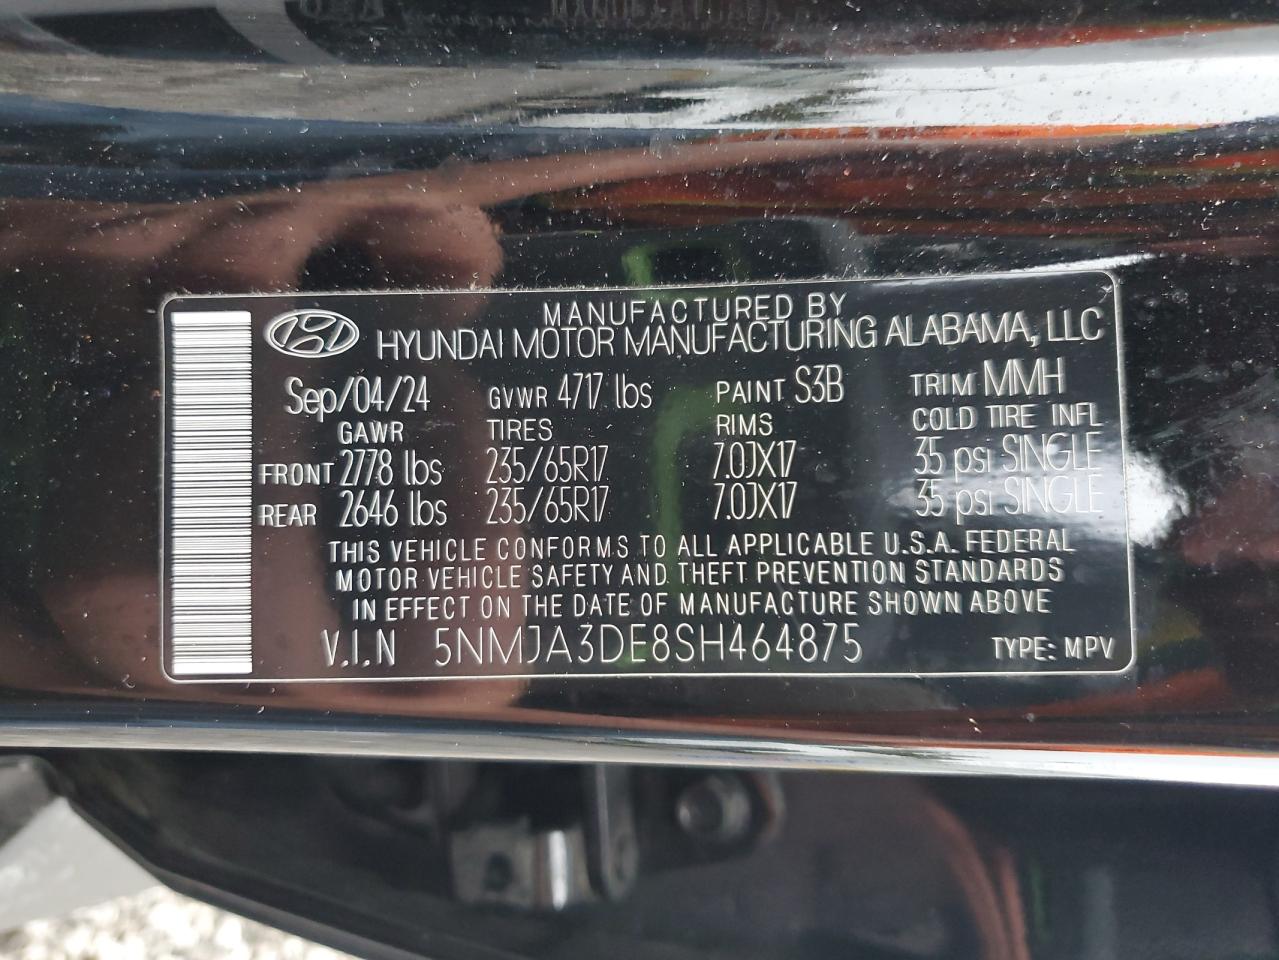 MANUFACTURED BY
HYUNDAI MOTOR MANUFACTURING ALABAMA, LLC
Sep/04/24 GVWR 4717 lbs PAINT S3B TRIM MMH
GAWR TIRES RIMS COLD TIRE INFL
FRONT 2778 lbs 235/65R17 7.0JX17 35 psi SINGLE
REAR 2646 lbs 235/65R17 7.0JX17 35 psi SINGLE
THIS VEHICLE CONFORMS TO ALL APPLICABLE U.S.A. FEDERAL
MOTOR VEHICLE SAFETY AND THEFT PREVENTION STANDARDS
IN EFFECT ON THE DATE OF MANUFACTURE SHOWN ABOVE
V.I.N 5NMJA3DE8SH464875 TYPE: MPV